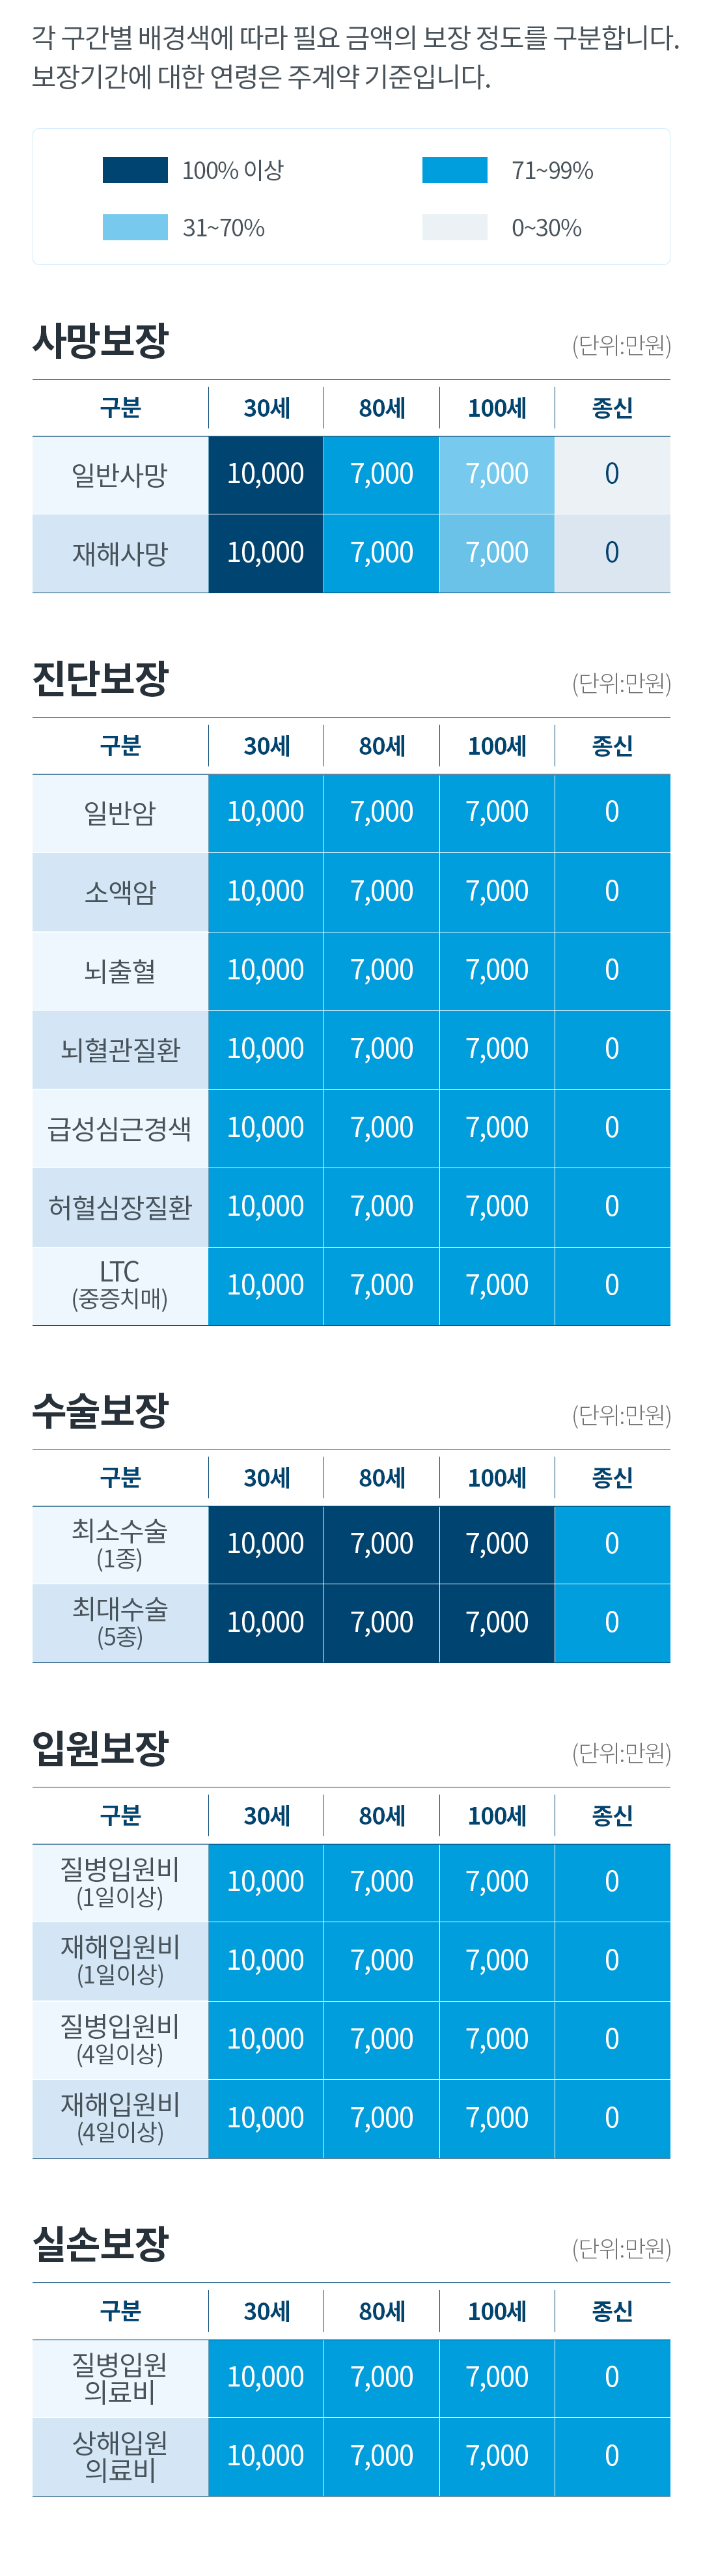 각 구간별 배경색에 따라 필요 금액의 보장 정도를 구분합니다.
보장기간에 대한 연령은 주계약 기준입니다.
100% 이상 71~99%
31~70% 0~30%
사망보장 (단위:만원)
구분 30세 80세 100세 종신
일반사망 10,000 7,000 7,000 0
재해사망 10,000 7,000 7,000 0
진단보장 (단위:만원)
구분 30세 80세 100세 종신
일반암 10,000 7,000 7,000 0
소액암 10,000 7,000 7,000 0
뇌출혈 10,000 7,000 7,000 0
뇌혈관질환 10,000 7,000 7,000 0
급성심근경색 10,000 7,000 7,000 0
허혈심장질환 10,000 7,000 7,000 0
LTC
(중증치매) 10,000 7,000 7,000 0
수술보장 (단위:만원)
구분 30세 80세 100세 종신
최소수술
(1종) 10,000 7,000 7,000 0
최대수술
(5종) 10,000 7,000 7,000 0
입원보장 (단위:만원)
구분 30세 80세 100세 종신
질병입원비
(1일이상) 10,000 7,000 7,000 0
재해입원비
(1일이상) 10,000 7,000 7,000 0
질병입원비
(4일이상) 10,000 7,000 7,000 0
재해입원비
(4일이상) 10,000 7,000 7,000 0
실손보장 (단위:만원)
구분 30세 80세 100세 종신
질병입원
의료비 10,000 7,000 7,000 0
상해입원
의료비 10,000 7,000 7,000 0